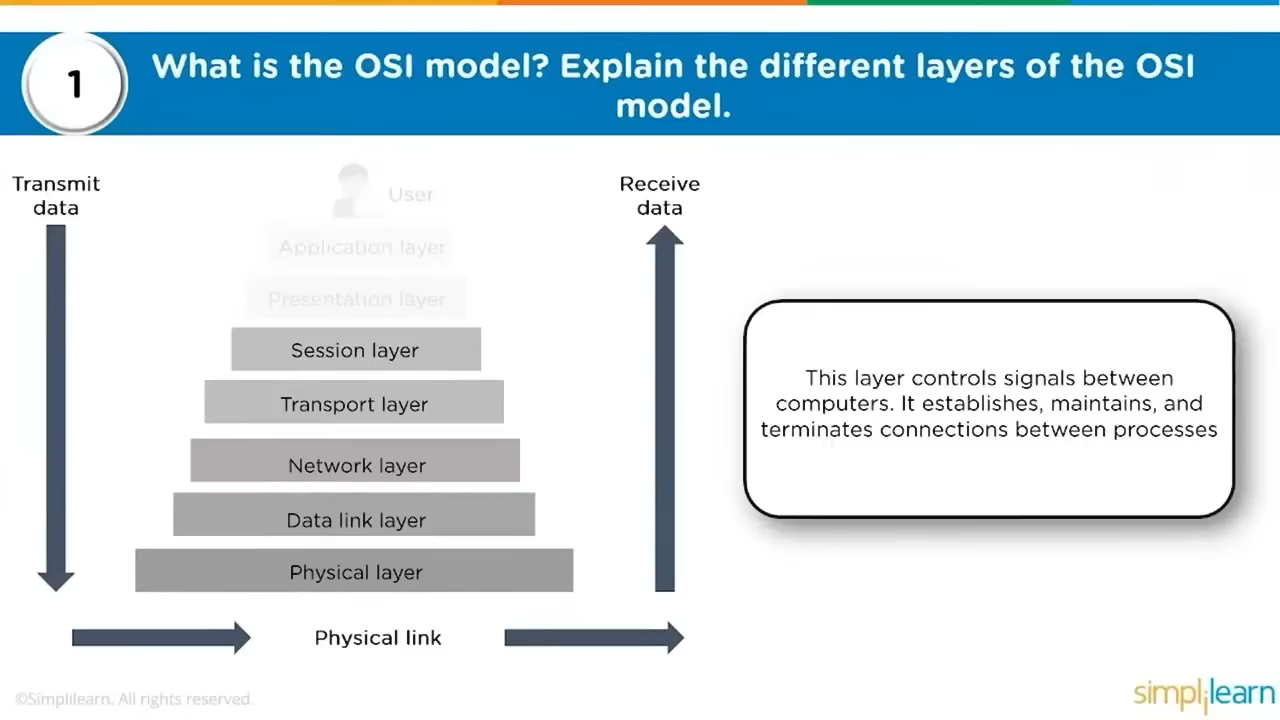 1
What is the OSI model? Explain the different layers of the OSI
model.
Transmit
data
User
Application layer
Presentation layer
Session layer
Transport layer
Network layer
Data link layer
Physical layer
Physical link
Receive
data
This layer controls signals between
computers. It establishes, maintains, and
terminates connections between processes
©Simplilearn. All rights reserved.
simplilearn